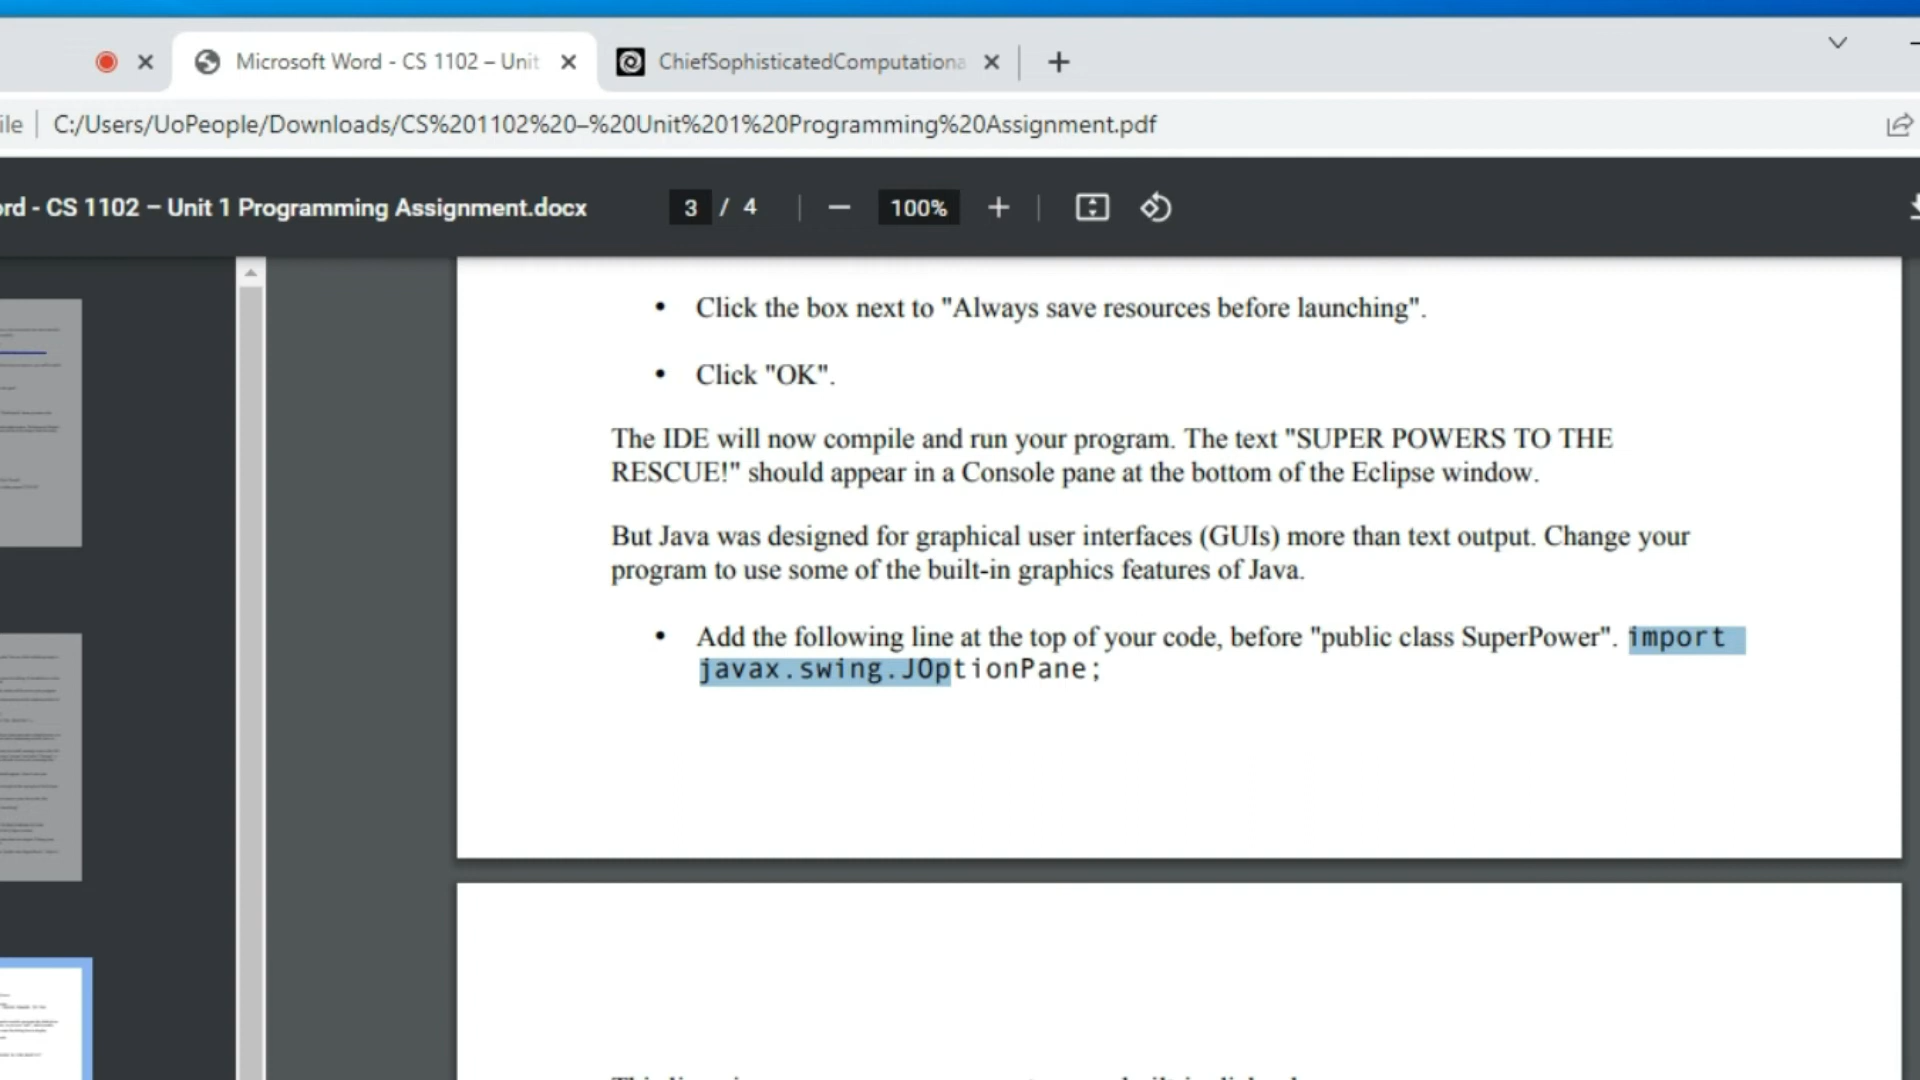 Microsoft Word - CS 1102 – Unit
ChiefSophisticatedComputationa
C:/Users/UoPeople/Downloads/CS%201102%20–%20Unit%201%20Programming%20Assignment.pdf
- CS 1102 – Unit 1 Programming Assignment.docx
3 / 4
100%
• Click the box next to "Always save resources before launching".
• Click "OK".
The IDE will now compile and run your program. The text "SUPER POWERS TO THE
RESCUE!" should appear in a Console pane at the bottom of the Eclipse window.
But Java was designed for graphical user interfaces (GUIs) more than text output. Change your
program to use some of the built-in graphics features of Java.
• Add the following line at the top of your code, before "public class SuperPower". import
javax.swing.JOptionPane;